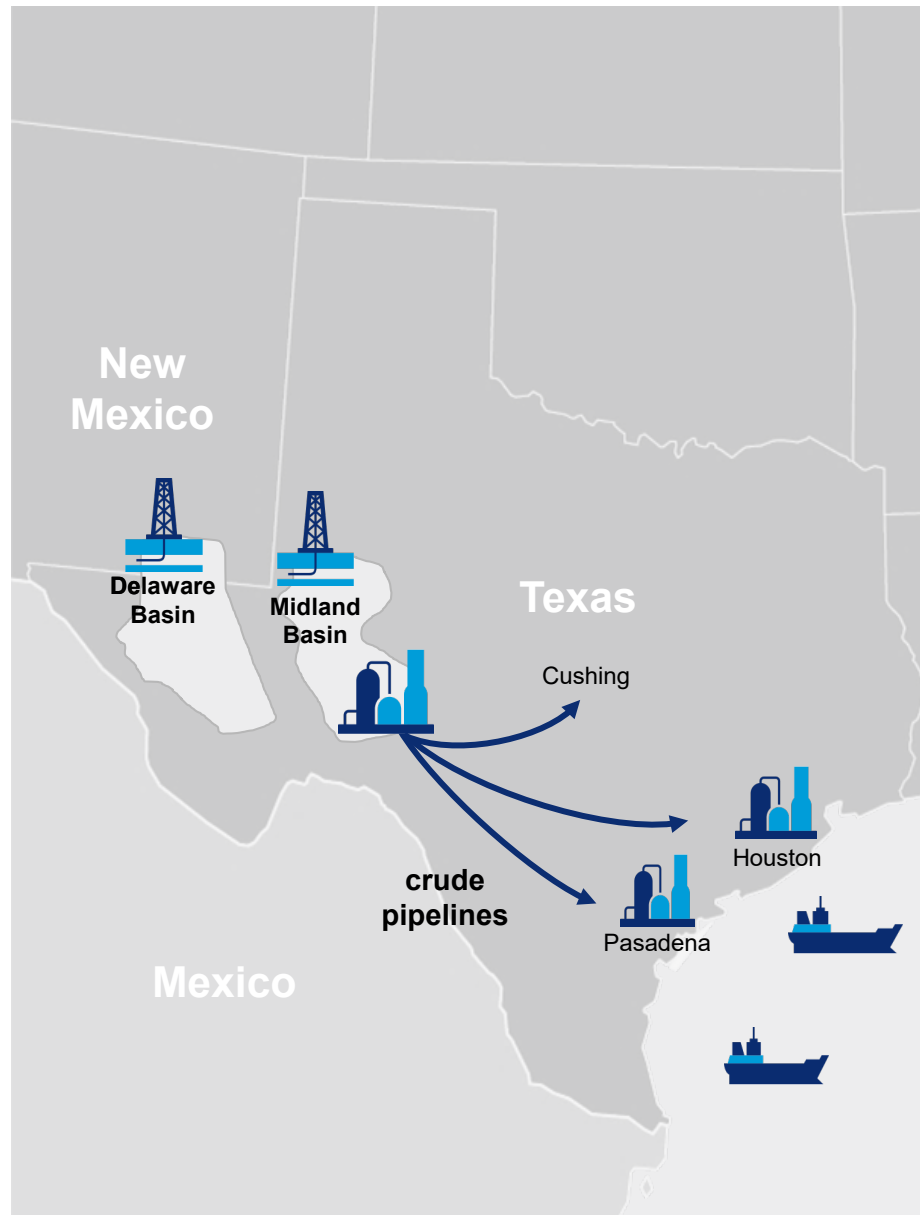 New
Mexico
Delaware
Basin
Midland
Basin
Texas
Cushing
Houston
crude
pipelines
Pasadena
Mexico